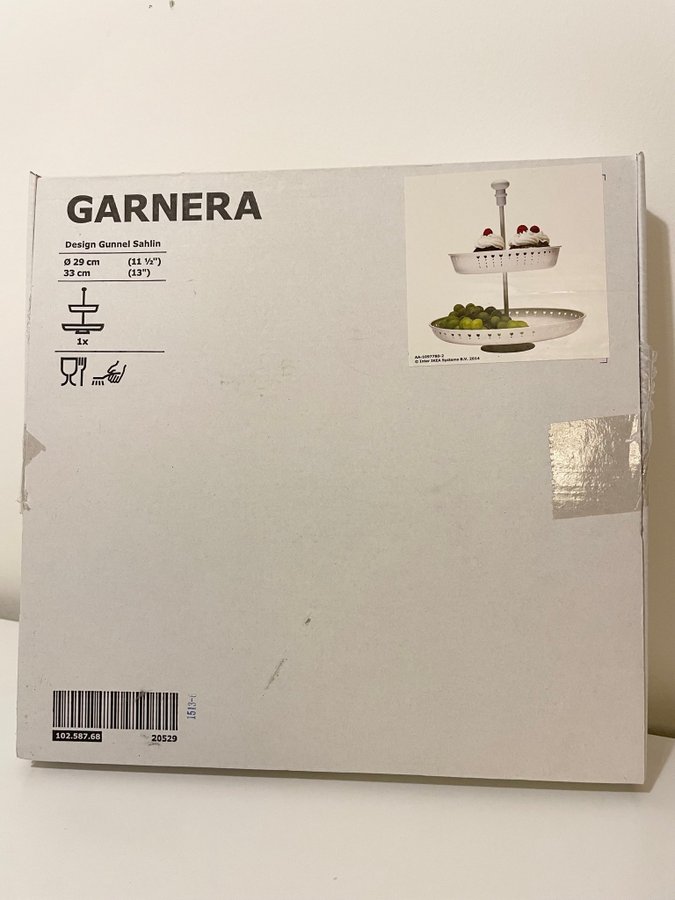 GARNERA
Design Gunnel Sahlin
Ø 29 cm (11 ½")
33 cm (13")
1x
AA-1097780-2
© Inter IKEA Systems B.V. 2014
102.587.68
20529